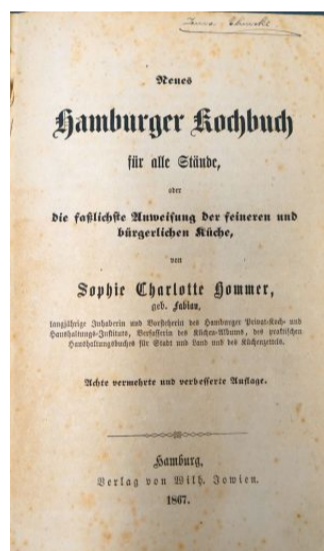 Neues
Hamburger Kochbuch
für alle Stände,
oder
die faßlichste Anweisung der feineren und
bürgerlichen Küche,
von
Sophie Charlotte Hommer,
geb. Fabian,
langjährige Inhaberin und Vorsteherin des Hamburger Privat-Koch- und
Haushaltungs-Instituts, Verfasserin des Küchen-Albums, des praktischen
Haushaltungsbuches für Stadt und Land und des Küchenzettels.
Achte vermehrte und verbesserte Auflage.
Hamburg,
Verlag von Wilh. Jowien.
1867.